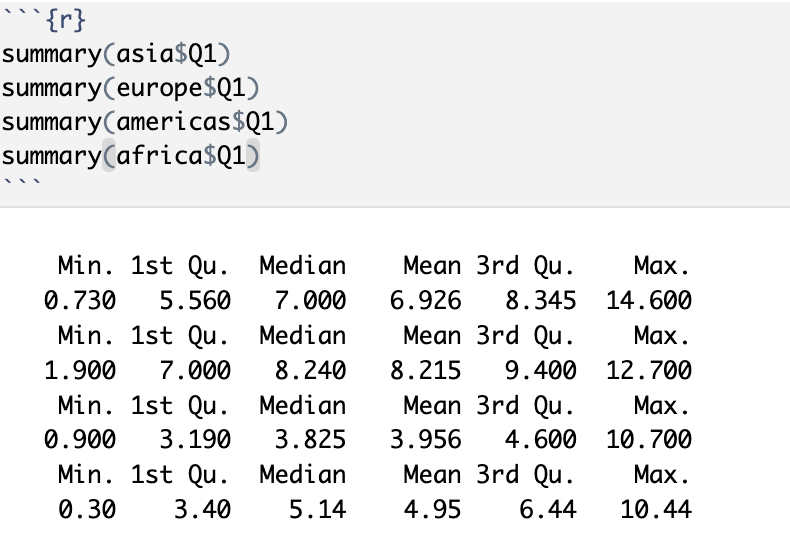 ```{r}
summary(asia$Q1)
summary(europe$Q1)
summary(americas$Q1)
summary(africa$Q1)
```
Min. 1st Qu. Median Mean 3rd Qu. Max.
0.730 5.560 7.000 6.926 8.345 14.600
Min. 1st Qu. Median Mean 3rd Qu. Max.
1.900 7.000 8.240 8.215 9.400 12.700
Min. 1st Qu. Median Mean 3rd Qu. Max.
0.900 3.190 3.825 3.956 4.600 10.700
Min. 1st Qu. Median Mean 3rd Qu. Max.
0.30 3.40 5.14 4.95 6.44 10.44